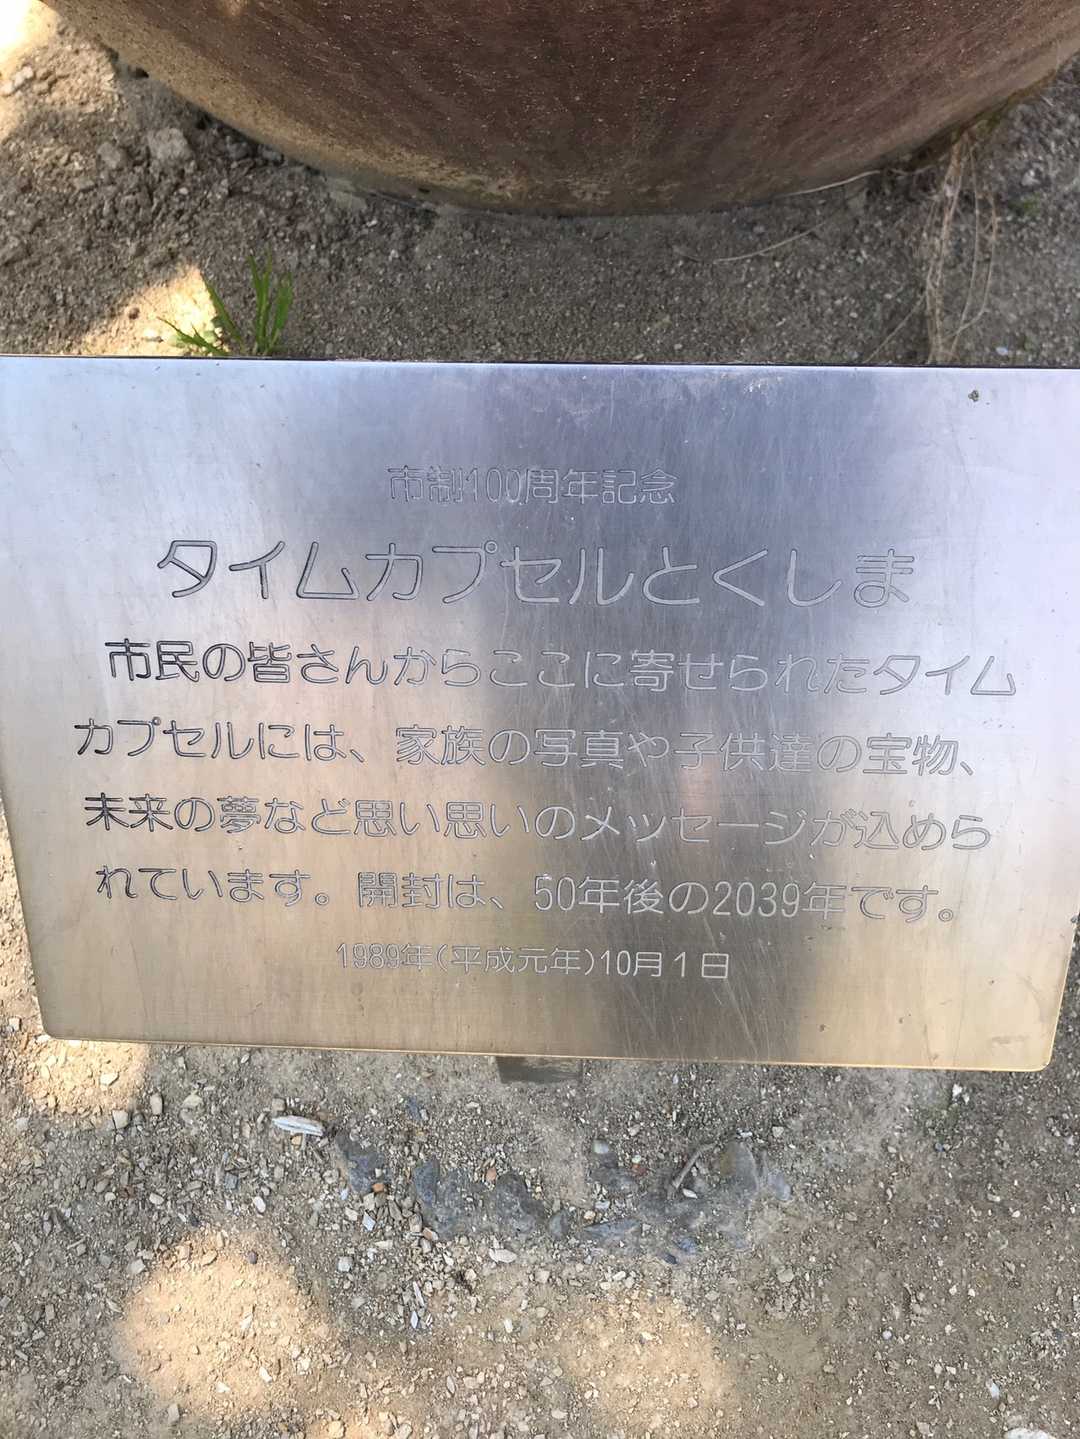 市制100周年記念
タイムカプセルとくしま
市民の皆さんからここに寄せられたタイム
カプセルには、家族の写真や子供達の宝物、
未来の夢など思い思いのメッセージが込めら
れています。開封は、50年後の2039年です。
1989年(平成元年)10月1日